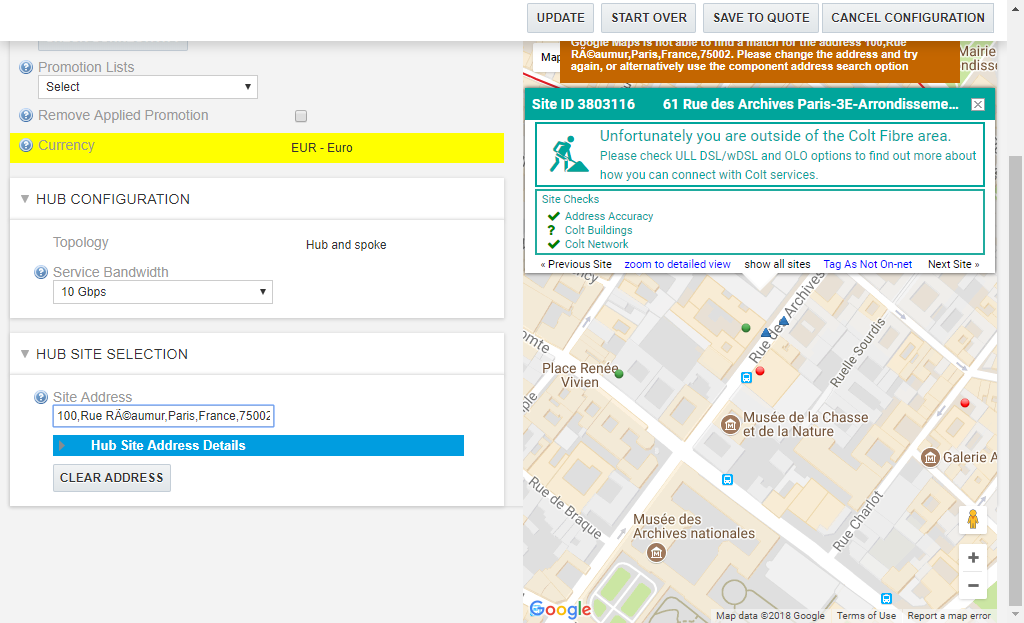 UPDATE
START OVER
SAVE TO QUOTE
CANCEL CONFIGURATION
Promotion Lists
Select
Remove Applied Promotion
Currency
EUR - Euro
HUB CONFIGURATION
Topology
Hub and spoke
Service Bandwidth
10 Gbps
HUB SITE SELECTION
Site Address
100,Rue RÃ©aumur,Paris,France,75002
Hub Site Address Details
CLEAR ADDRESS
Map
Google Maps is not able to find a match for the address 100,Rue
RÃ©aumur,Paris,France,75002. Please change the address and try
again, or alternatively use the component address search option
Mairie
Site ID 3803116
61 Rue des Archives Paris-3E-Arrondisseme...
Unfortunately you are outside of the Colt Fibre area.
Please check ULL DSL/wDSL and OLO options to find out more about
how you can connect with Colt services.
Site Checks
Address Accuracy
? Colt Buildings
Colt Network
« Previous Site
zoom to detailed view
show all sites
Tag As Not On-net
Next Site »
Rue des Archives
Ruelle Sourdis
Place Renée
Vivien
Musée de la Chasse
et de la Nature
Galerie A
Rue de Braque
Rue Charlot
Musée des
Archives nationales
+
−
Google
Map data ©2018 Google
Terms of Use
Report a map error